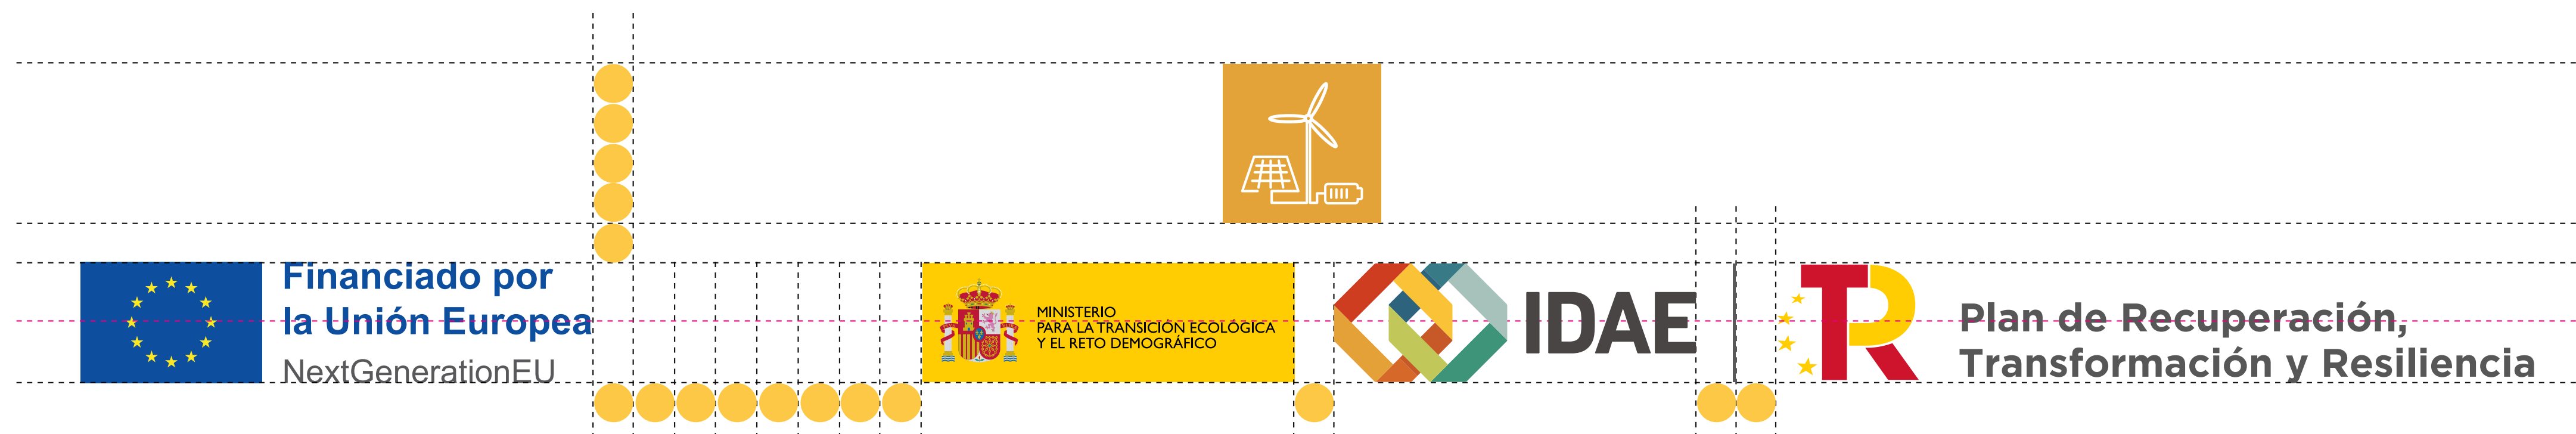 Financiado por
la Unión Europea
NextGenerationEU
MINISTERIO
PARA LA TRANSICIÓN ECOLÓGICA
Y EL RETO DEMOGRÁFICO
IDAE
TR
Plan de Recuperación,
Transformación y Resiliencia